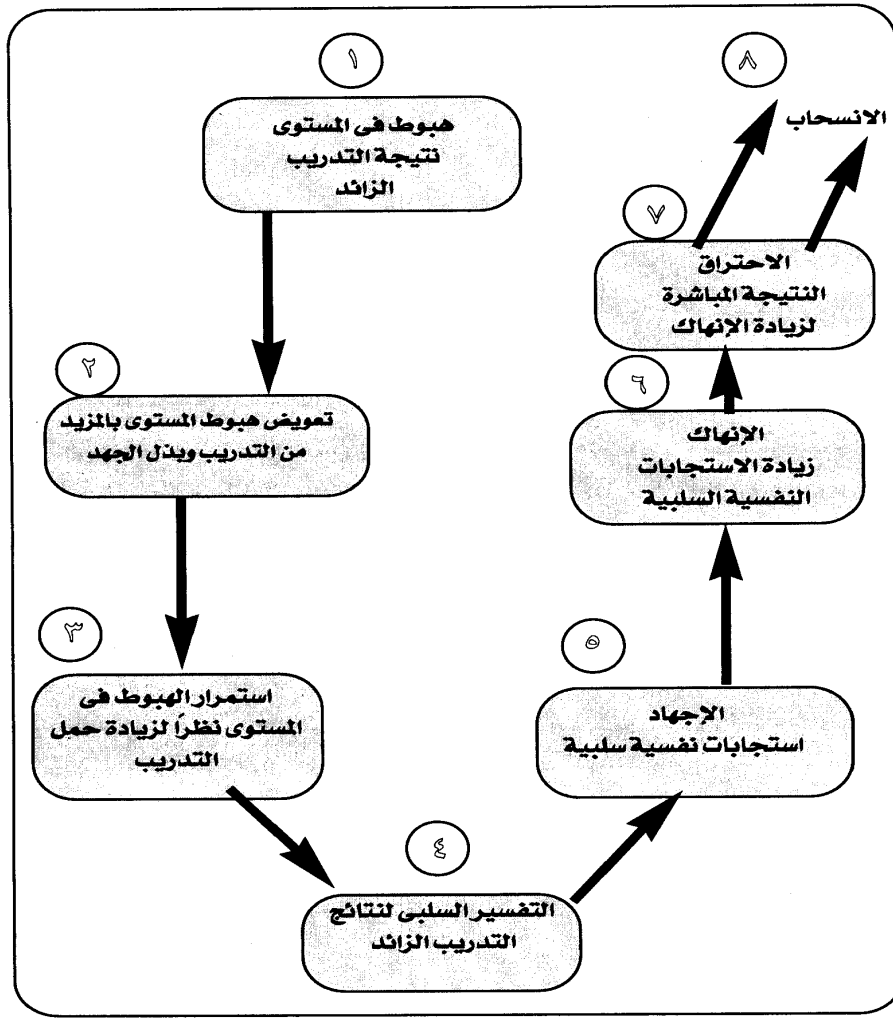 ١
هبوط فى المستوى
نتيجة التدريب
الزائد
٢
تعويض هبوط المستوى بالمزيد
من التدريب وبذل الجهد
٣
استمرار الهبوط فى
المستوى نظراً لزيادة حمل
التدريب
٤
التفسير السلبى لنتائج
التدريب الزائد
٥
الإجهاد
استجابات نفسية سلبية
٦
الإنهاك
زيادة الاستجابات
النفسية السلبية
٧
الاحتراق
النتيجة المباشرة
لزيادة الإنهاك
٨
الانسحاب